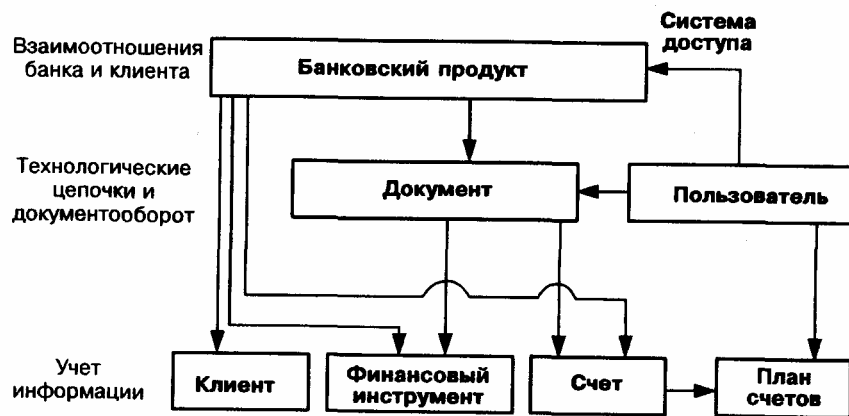 Система
доступа
Взаимоотношения
банка и клиента
Банковский продукт
Технологические
цепочки и
документооборот
Документ
Пользователь
Учет
информации
Клиент
Финансовый
инструмент
Счет
План
счетов